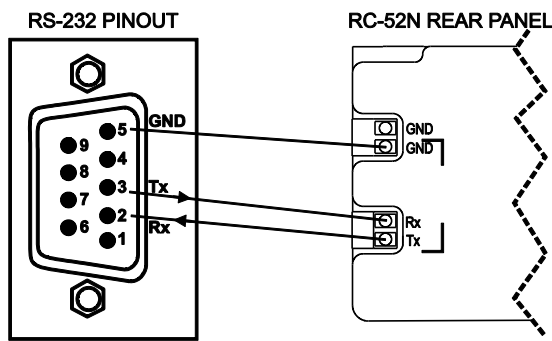 RS-232 PINOUT
RC-52N REAR PANEL
GND
5
9
4
8
3
Tx
7
2
Rx
6
1
GND
GND
Rx
Tx